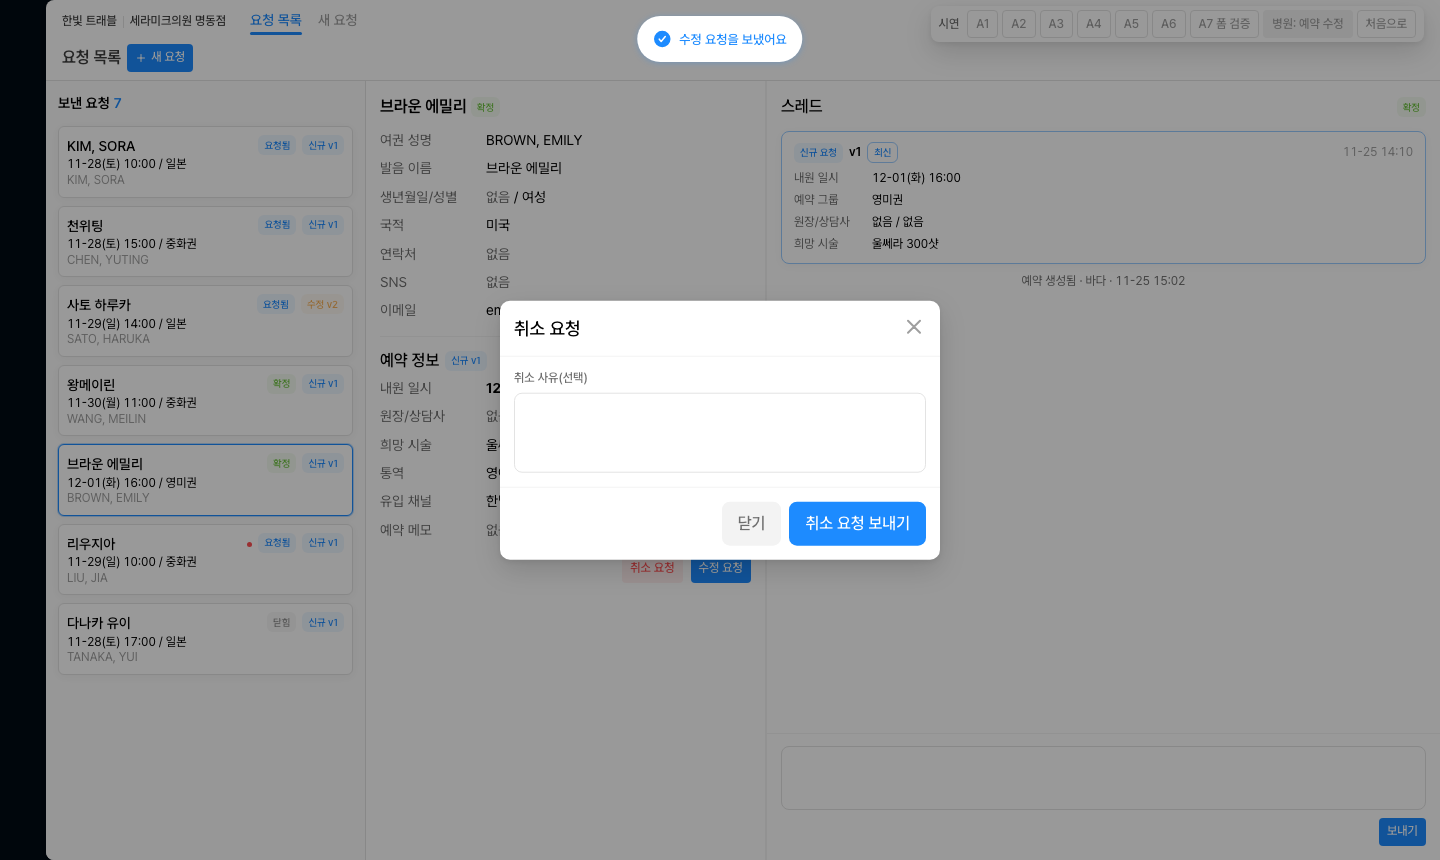 한빛 트래블 세라미크의원 명동점 요청 목록 새 요청
수정 요청을 보냈어요
시연 A1 A2 A3 A4 A5 A6 A7 폼 검증 병원: 예약 수정 처음으로
요청 목록 + 새 요청
보낸 요청 7
KIM, SORA 요청됨 신규 v1
11-28(토) 10:00 / 일본
KIM, SORA
천위팅 요청됨 신규 v1
11-28(토) 15:00 / 중화권
CHEN, YUTING
사토 하루카 요청됨 수정 v2
11-29(일) 14:00 / 일본
SATO, HARUKA
왕메이린 확정 신규 v1
11-30(월) 11:00 / 중화권
WANG, MEILIN
브라운 에밀리 확정 신규 v1
12-01(화) 16:00 / 영미권
BROWN, EMILY
리우지아 요청됨 신규 v1
11-29(일) 10:00 / 중화권
LIU, JIA
다나카 유이 닫힘 신규 v1
11-28(토) 17:00 / 일본
TANAKA, YUI
브라운 에밀리 확정
여권 성명 BROWN, EMILY
발음 이름 브라운 에밀리
생년월일/성별 없음 / 여성
국적 미국
연락처 없음
SNS 없음
이메일
예약 정보 신규 v1
내원 일시 12
원장/상담사
희망 시술
통역
유입 채널
예약 메모
취소 요청 수정 요청
스레드 확정
신규 요청 v1 최신 11-25 14:10
내원 일시 12-01(화) 16:00
예약 그룹 영미권
원장/상담사 없음 / 없음
희망 시술 울쎄라 300샷
예약 생성됨 · 바다 · 11-25 15:02
보내기
취소 요청
취소 사유(선택)
닫기 취소 요청 보내기